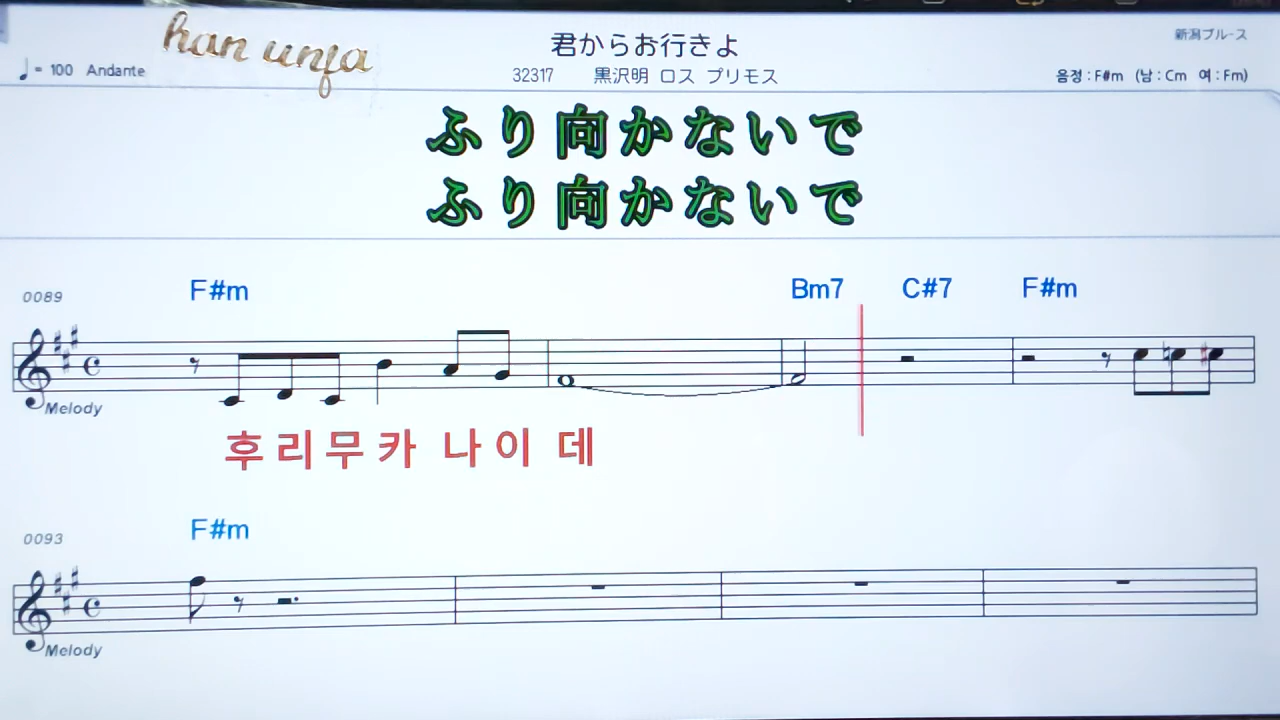 han unja
君からお行きよ
新潟ブル-ス
♩= 100 Andante
32317 黒沢明 ロス プリモス
음정 : F#m (남 : Cm 여 : Fm)
ふり向かないで
ふり向かないで
0089 F#m Bm7 C#7 F#m
Melody
후리무카 나이 데
0093 F#m
Melody